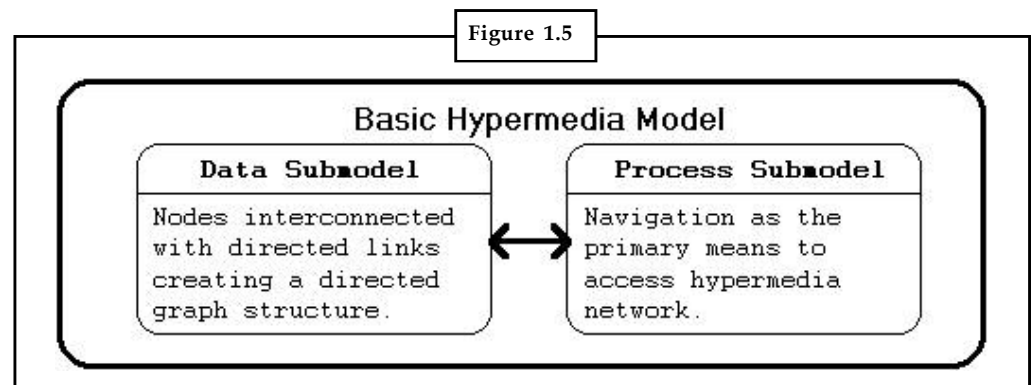 Figure 1.5
Basic Hypermedia Model
Data Submodel
Nodes interconnected
with directed links
creating a directed
graph structure.
Process Submodel
Navigation as the
primary means to
access hypermedia
network.